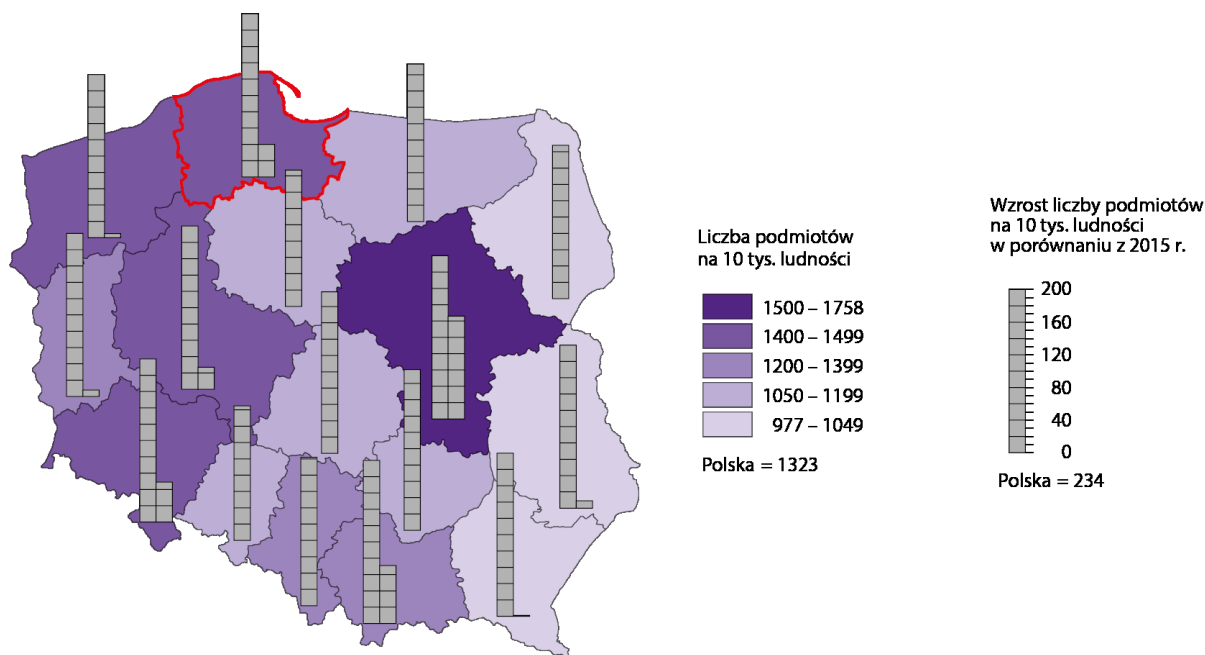 Liczba podmiotów
na 10 tys. ludności
1500 – 1758
1400 – 1499
1200 – 1399
1050 – 1199
977 – 1049
Polska = 1323
Wzrost liczby podmiotów
na 10 tys. ludności
w porównaniu z 2015 r.
200
160
120
80
40
0
Polska = 234